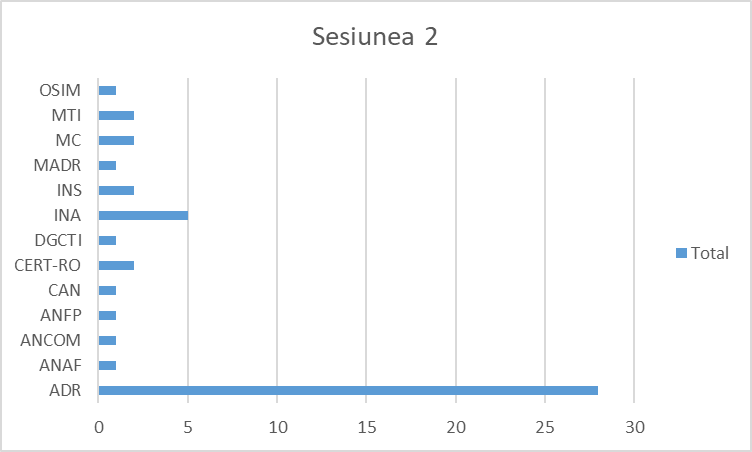 Sesiunea 2
OSIM
MTI
MC
MADR
INS
INA
DGCTI
CERT-RO
CAN
ANFP
ANCOM
ANAF
ADR
0 5 10 15 20 25 30
Total